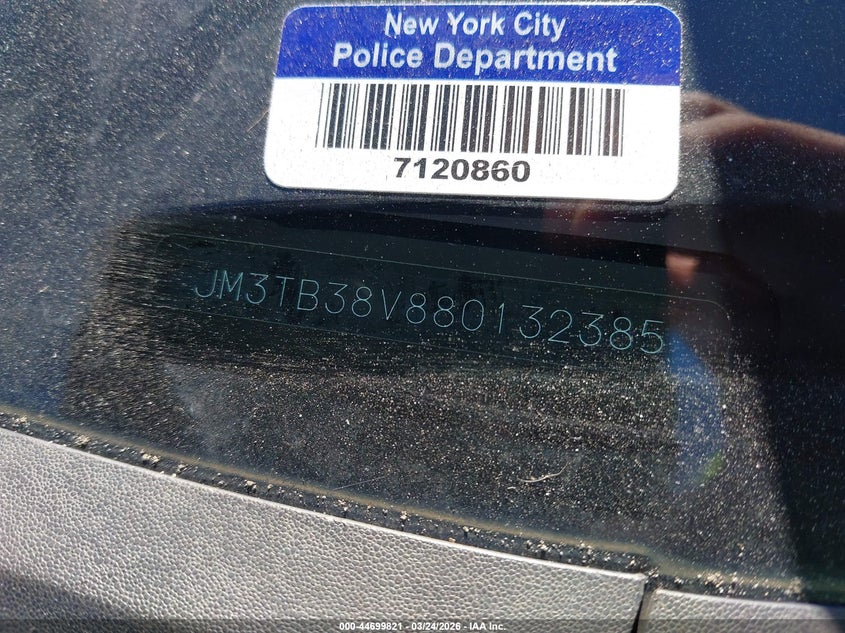 New York City
Police Department
7120860
JM3TB38V880132385
000-44699821 - 03/24/2026 - IAA Inc.